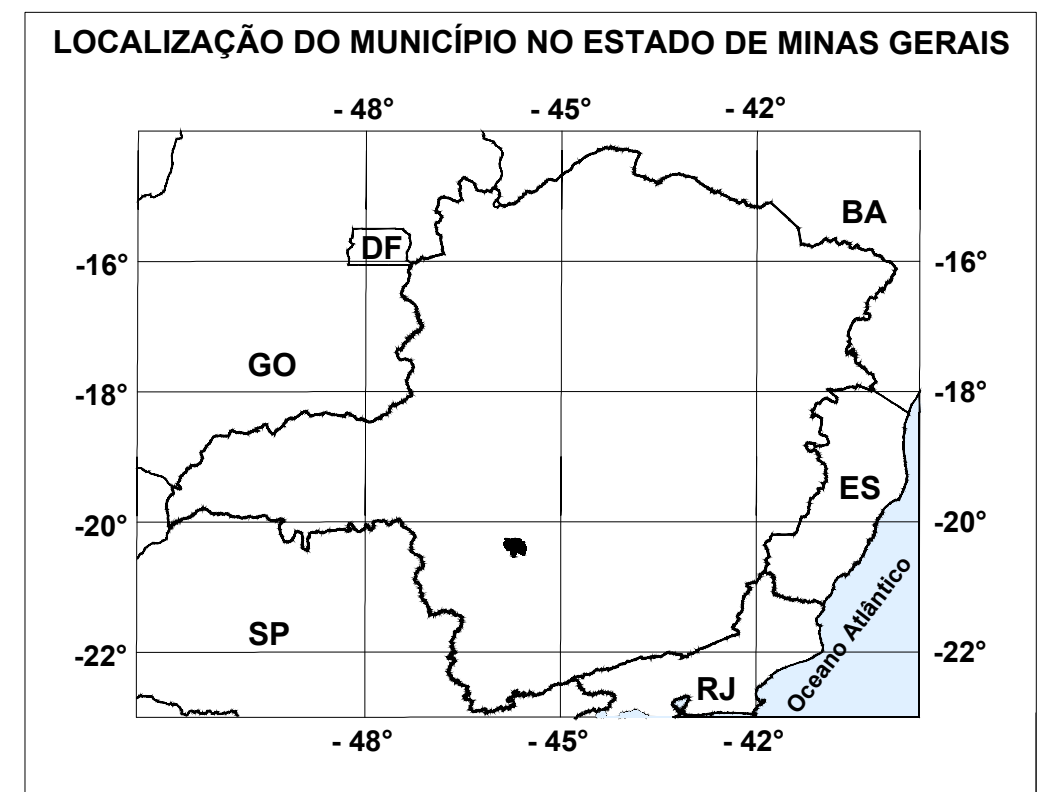 LOCALIZAÇÃO DO MUNICÍPIO NO ESTADO DE MINAS GERAIS
- 48° - 45° - 42°
BA
DF
-16° -16°
GO
-18° -18°
ES
-20° -20°
Oceano Atlântico
SP
-22° -22°
RJ
- 48° - 45° - 42°